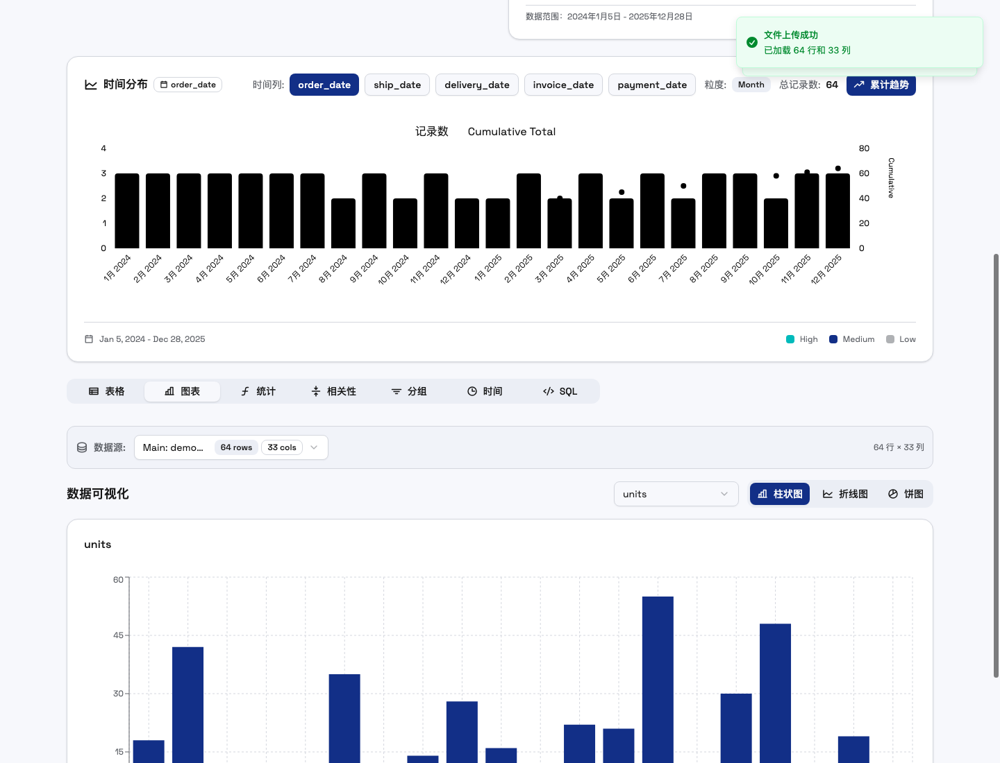 数据范围：2024年1月5日 - 2025年12月28日
文件上传成功
已加载 64 行和 33 列
时间分布
order_date
时间列:
order_date
ship_date
delivery_date
invoice_date
payment_date
粒度:
Month
总记录数: 64
累计趋势
记录数
Cumulative Total
4
3
2
1
0
80
60
40
20
0
Cumulative
1月 2024
2月 2024
3月 2024
4月 2024
5月 2024
6月 2024
7月 2024
8月 2024
9月 2024
10月 2024
11月 2024
12月 2024
1月 2025
2月 2025
3月 2025
4月 2025
5月 2025
6月 2025
7月 2025
8月 2025
9月 2025
10月 2025
11月 2025
12月 2025
Jan 5, 2024 - Dec 28, 2025
High
Medium
Low
表格
图表
统计
相关性
分组
时间
SQL
数据源:
Main: demo...
64 rows
33 cols
64 行 × 33 列
数据可视化
units
柱状图
折线图
饼图
units
60
45
30
15